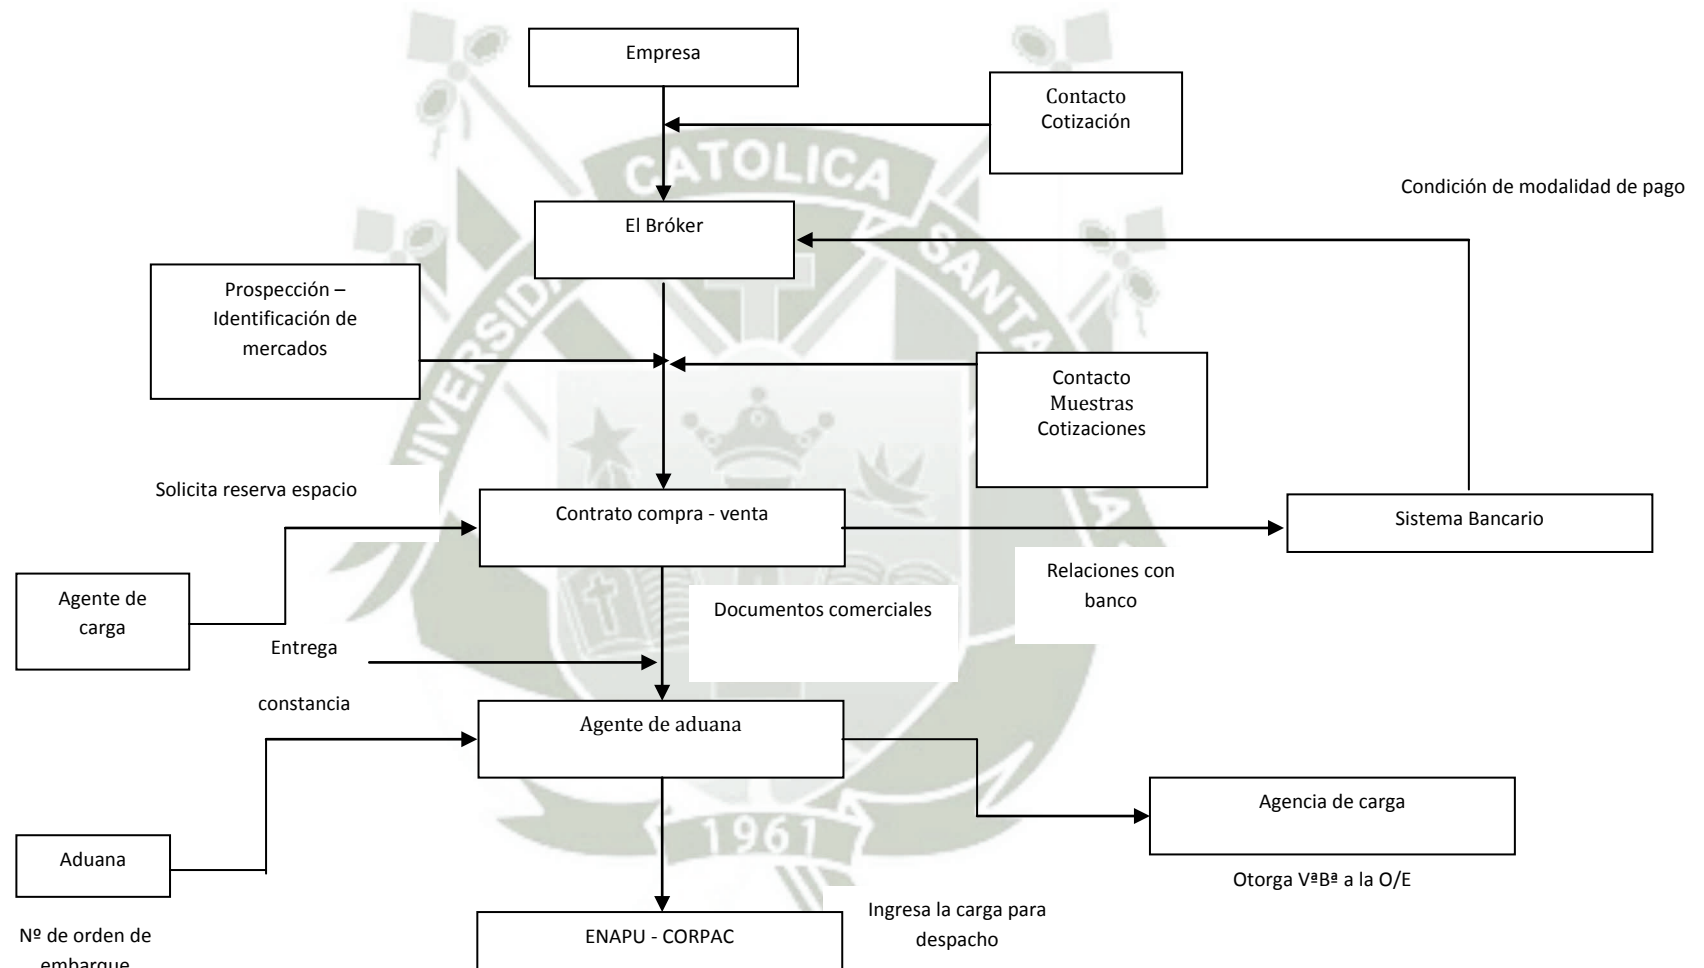 Empresa
Contacto
Cotización
CATOLICA
Condición de modalidad de pago
El Bróker
SANTA
Prospección –
Identificación de
mercados
Contacto
Muestras
Cotizaciones
Solicita reserva espacio
Contrato compra - venta
Sistema Bancario
Relaciones con
banco
Agente de
carga
Documentos comerciales
Entrega
constancia
Agente de aduana
Agencia de carga
1961
Aduana
Otorga VªBª a la O/E
Ingresa la carga para
despacho
Nº de orden de
embarque
ENAPU - CORPAC